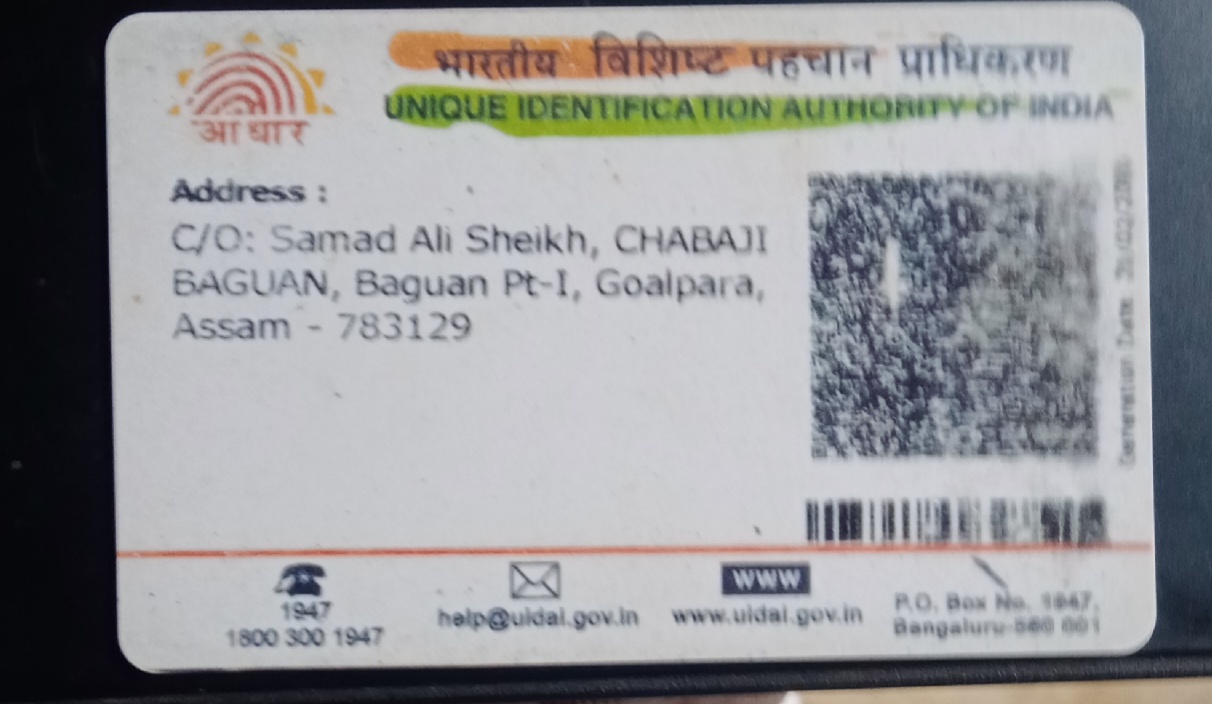 आधार
भारतीय विशिष्ट पहचान प्राधिकरण
UNIQUE IDENTIFICATION AUTHORITY OF INDIA
Address :
C/O: Samad Ali Sheikh, CHABAJI
BAGUAN, Baguan Pt-I, Goalpara,
Assam - 783129
Generation Date
1947
1800 300 1947
help@uidai.gov.in
WWW
www.uidai.gov.in
P.O. Box No. 1947,
Bengaluru-560 001